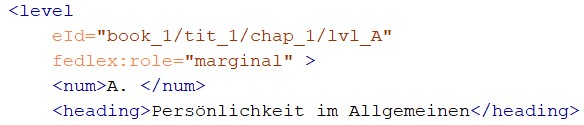 <level
eId="book_1/tit_1/chap_1/lvl_A"
fedlex:role="marginal" >
<num>A. </num>
<heading>Persönlichkeit im Allgemeinen</heading>